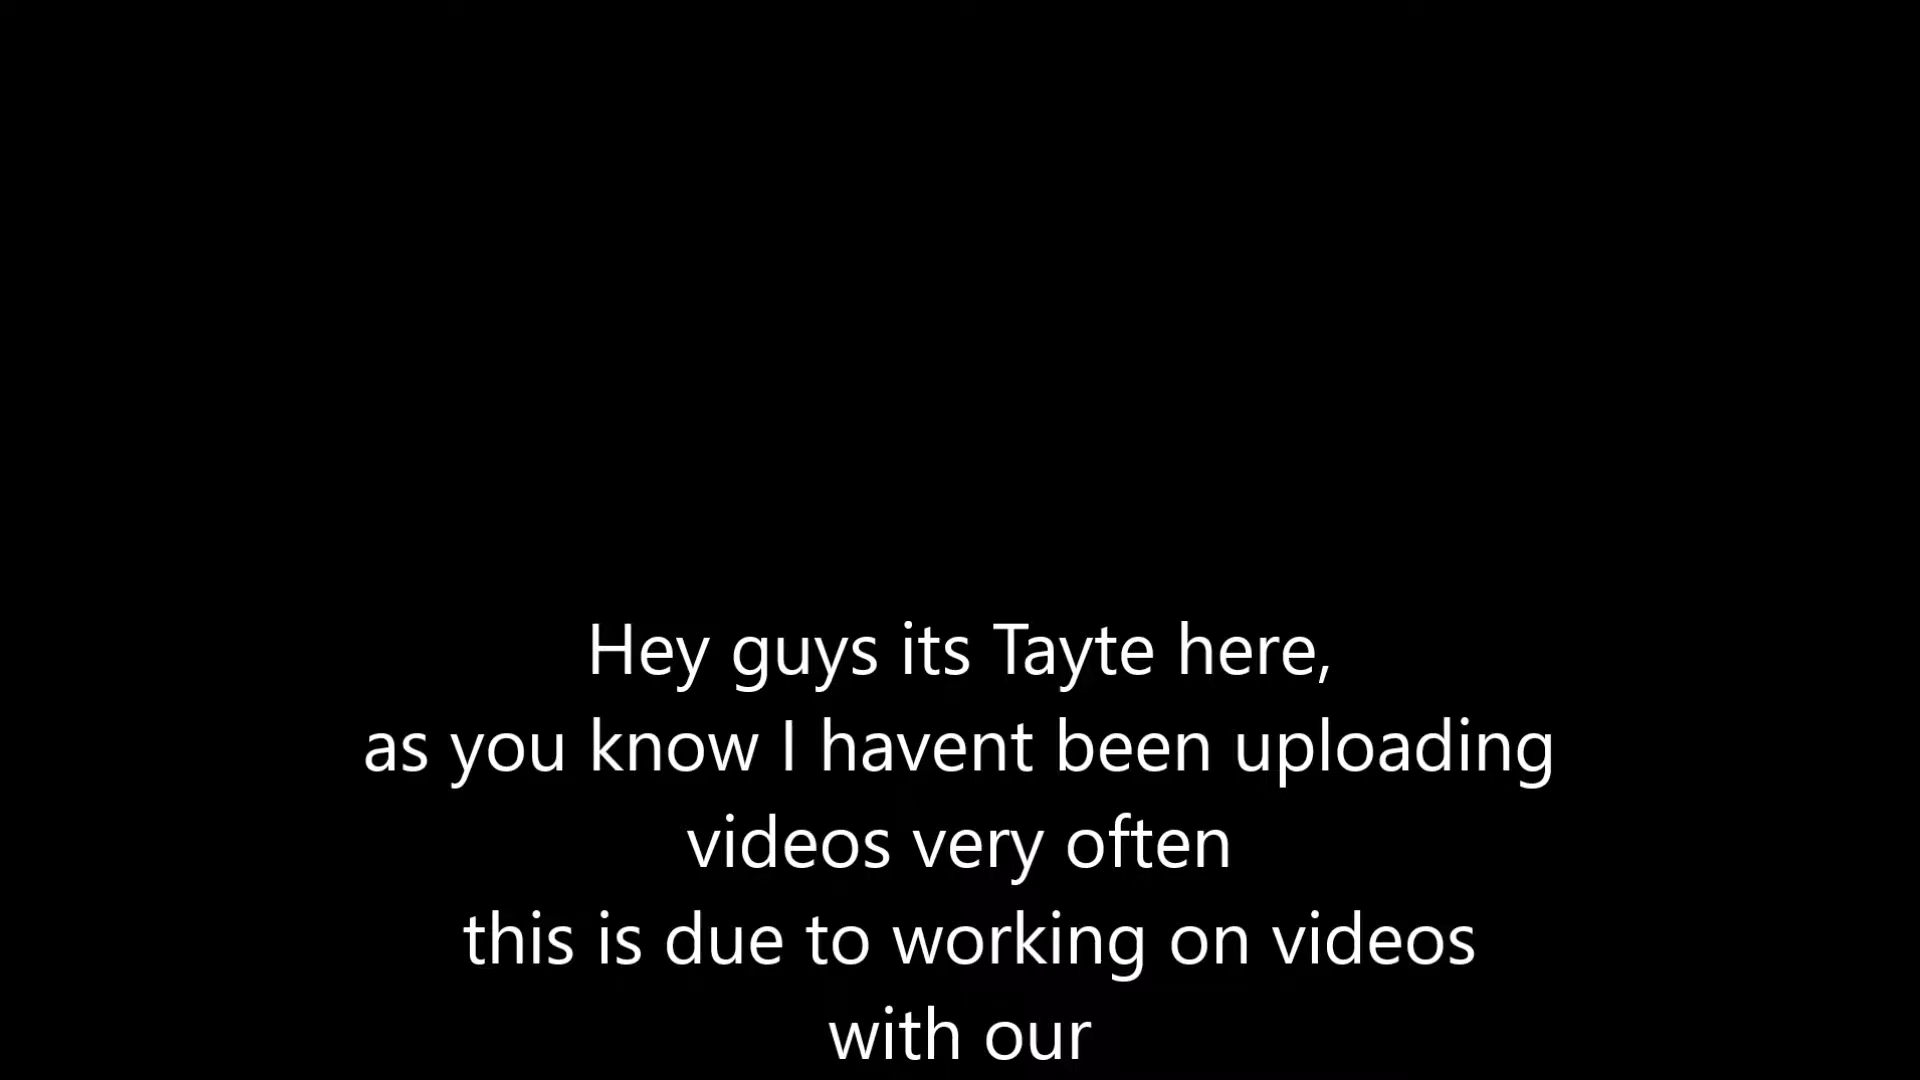 Hey guys its Tayte here,
as you know I havent been uploading
videos very often
this is due to working on videos
with our